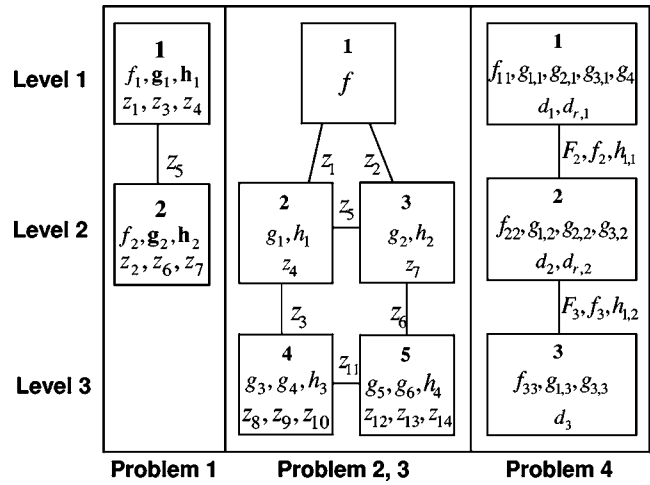 Level 1
Level 2
Level 3
1
f₁, g₁, h₁
z₁, z₃, z₄
z₅
2
f₂, g₂, h₂
z₂, z₆, z₇
Problem 1
1
f
z₁
z₂
2
g₁, h₁
z₄
z₅
3
g₂, h₂
z₇
z₃
z₆
4
g₃, g₄, h₃
z₈, z₉, z₁₀
z₁₁
5
g₅, g₆, h₄
z₁₂, z₁₃, z₁₄
Problem 2, 3
1
f₁₁, g₁,₁, g₂,₁, g₃,₁, g₄
d₁, dᵣ,₁
F₂, f₂, h₁,₁
2
f₂₂, g₁,₂, g₂,₂, g₃,₂
d₂, dᵣ,₂
F₃, f₃, h₁,₂
3
f₃₃, g₁,₃, g₃,₃
d₃
Problem 4